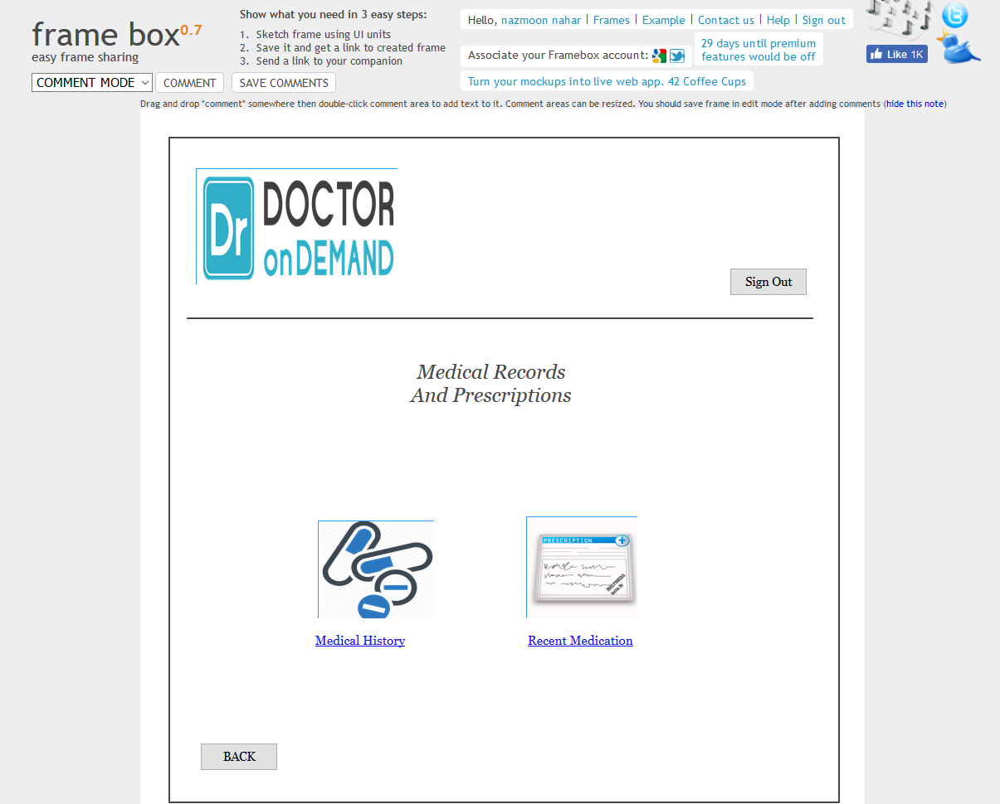 frame box0.7
easy frame sharing
COMMENT MODE
COMMENT
SAVE COMMENTS
Show what you need in 3 easy steps:
1. Sketch frame using UI units
2. Save it and get a link to created frame
3. Send a link to your companion
Hello, nazmoon nahar | Frames | Example | Contact us | Help | Sign out
Associate your Framebox account:
29 days until premium
features would be off
Turn your mockups into live web app. 42 Coffee Cups
Like 1K
Drag and drop "comment" somewhere then double-click comment area to add text to it. Comment areas can be resized. You should save frame in edit mode after adding comments (hide this note)
Dr
DOCTOR
on DEMAND
Sign Out
Medical Records
And Prescriptions
PRESCRIPTION
Medical History
Recent Medication
BACK